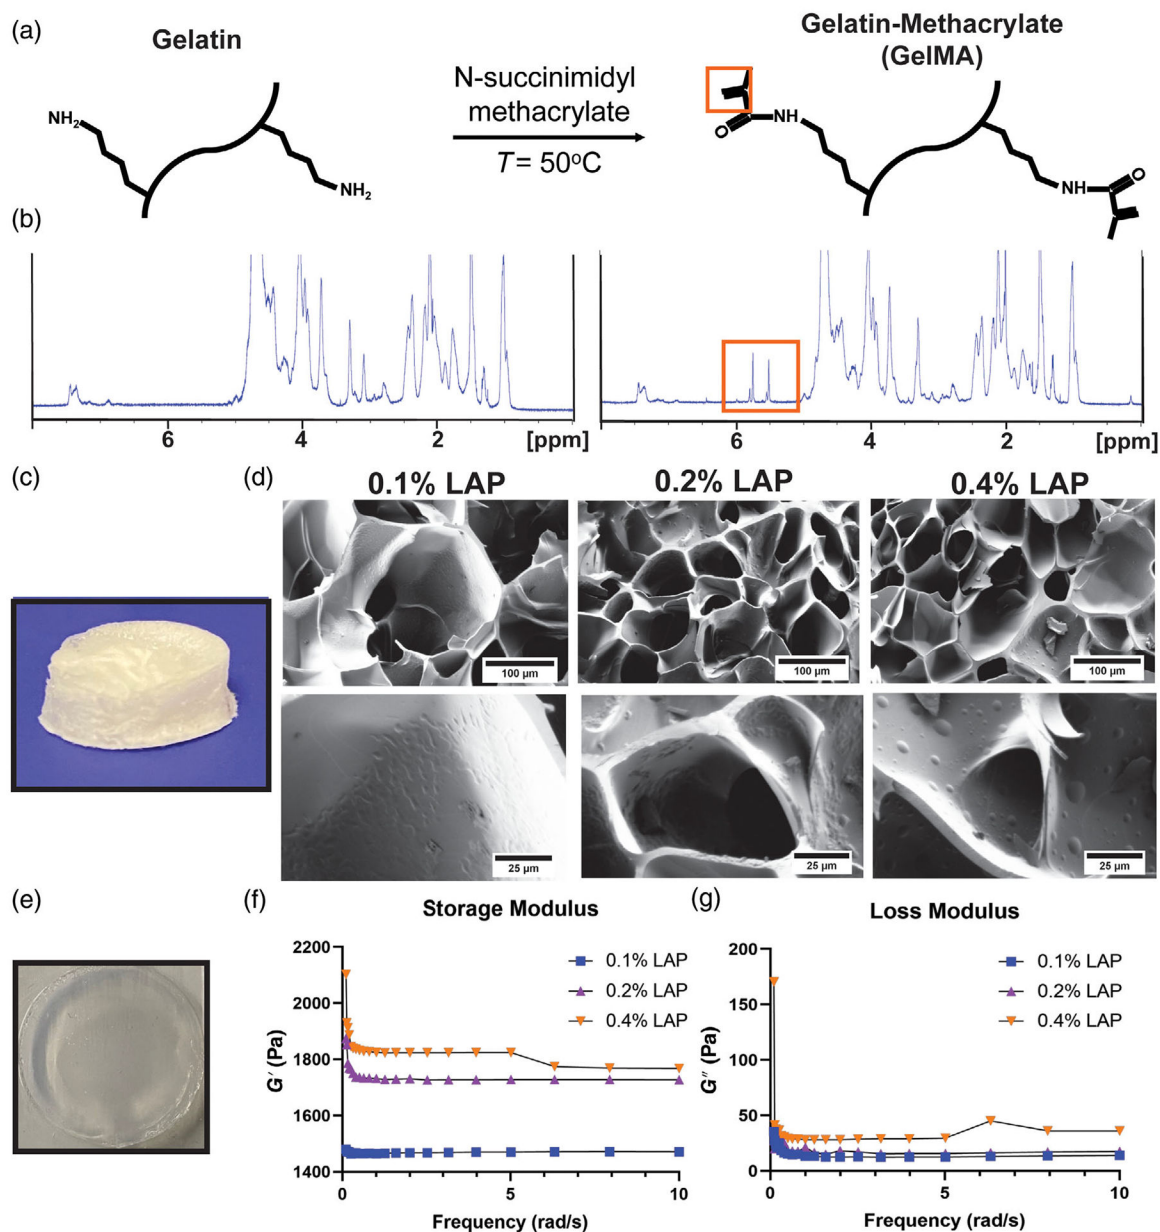 (a)
Gelatin
NH2
NH2
N-succinimidyl
methacrylate
T = 50°C
Gelatin-Methacrylate
(GelMA)
O
NH
NH
O
(b)
6
4
2
[ppm]
6
4
2
[ppm]
(c)
(d)
0.1% LAP
0.2% LAP
0.4% LAP
100 µm
100 µm
100 µm
25 µm
25 µm
25 µm
(e)
(f)
Storage Modulus
2200
2000
1800
1600
1400
G′ (Pa)
0.1% LAP
0.2% LAP
0.4% LAP
0
5
10
Frequency (rad/s)
(g)
Loss Modulus
200
150
100
50
0
G″ (Pa)
0.1% LAP
0.2% LAP
0.4% LAP
0
5
10
Frequency (rad/s)